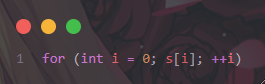 1 for (int i = 0; s[i]; ++i)